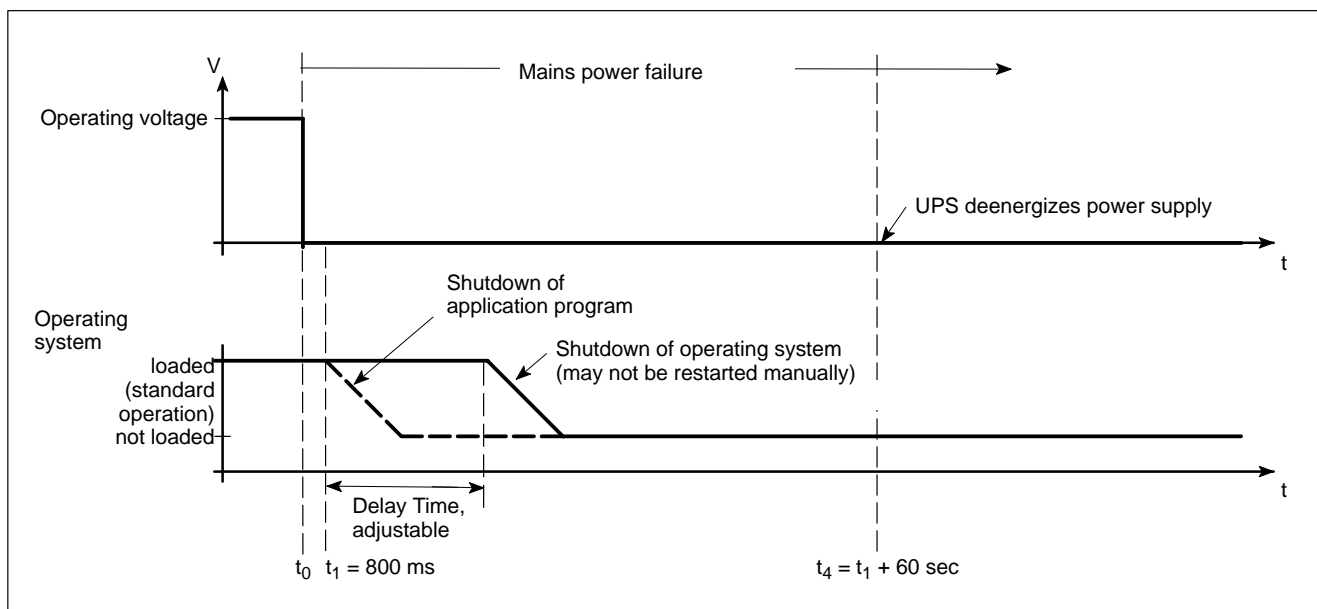 V
Mains power failure
Operating voltage
UPS deenergizes power supply
t
Shutdown of
application program
Operating
system
loaded
(standard
operation)
not loaded
Shutdown of operating system
(may not be restarted manually)
t
Delay Time,
adjustable
t0 t1 = 800 ms
t4 = t1 + 60 sec